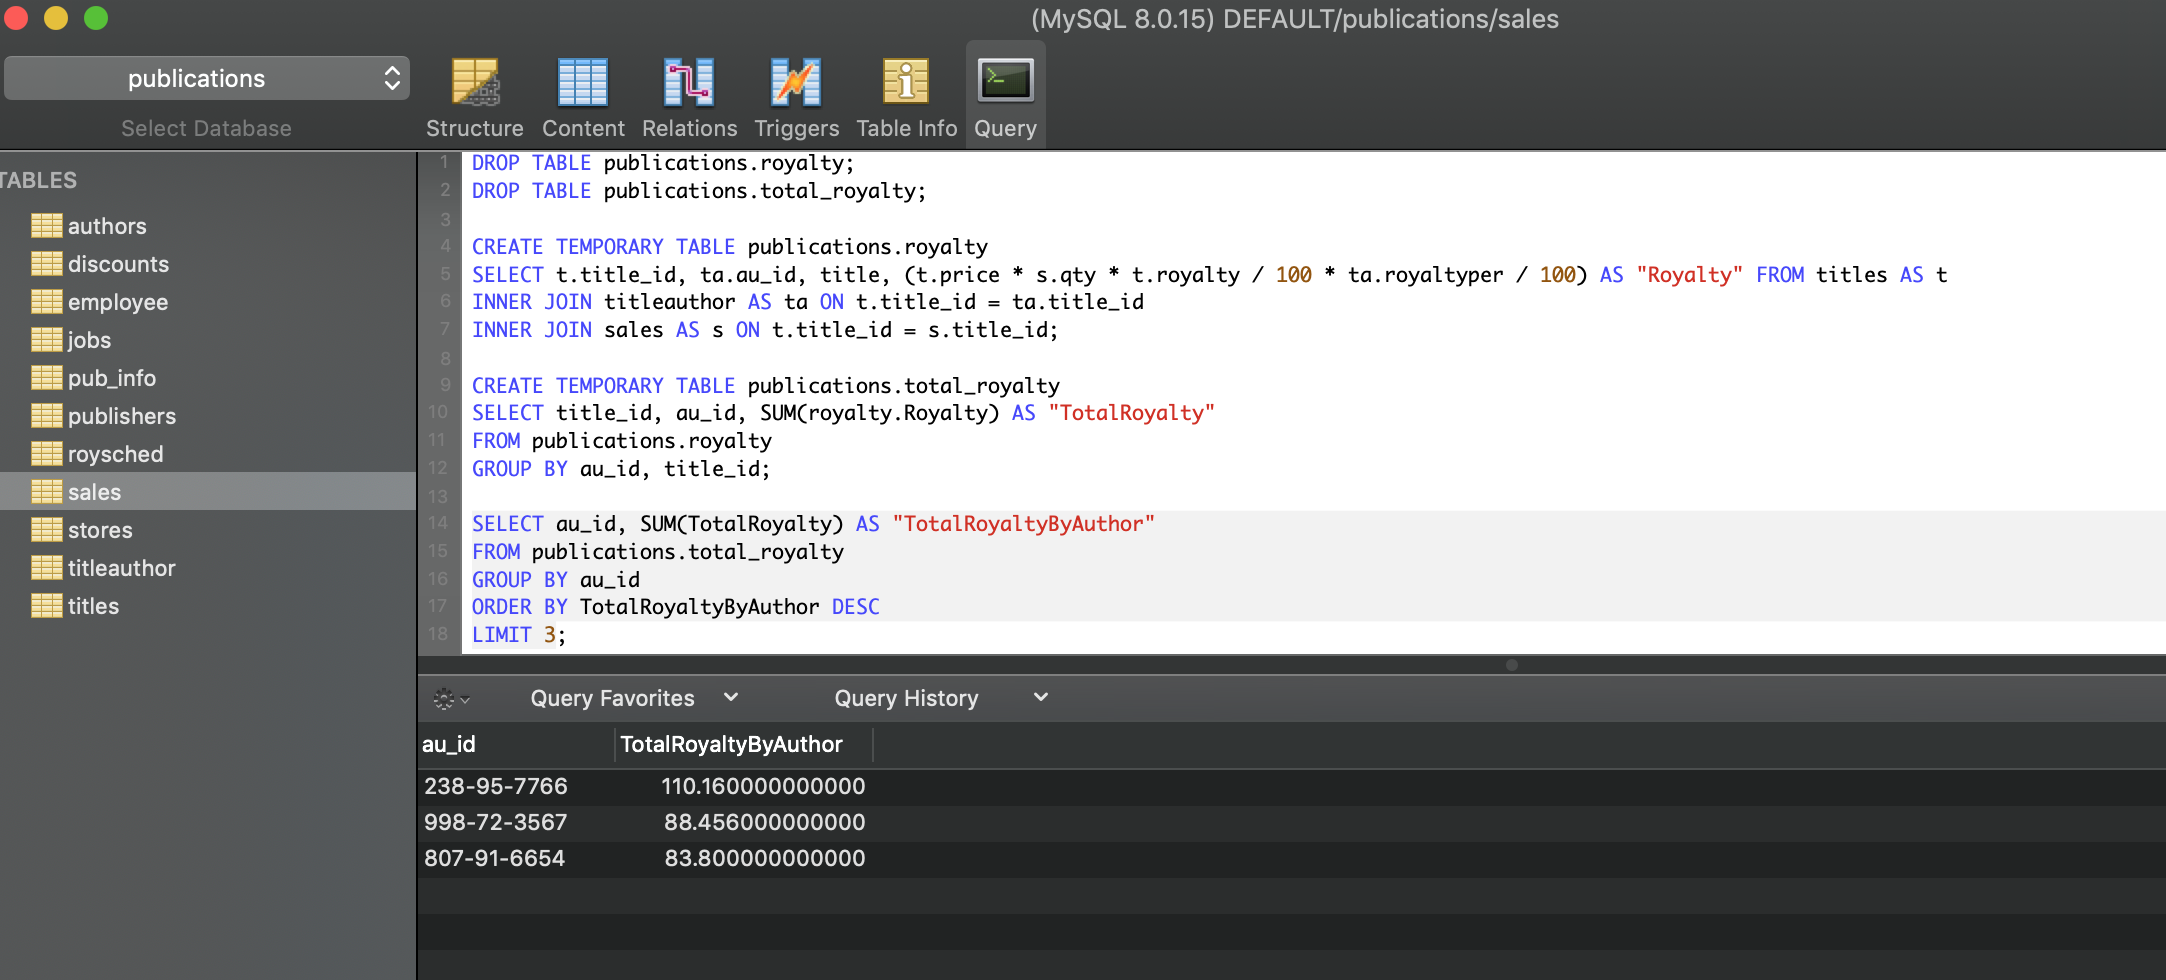 (MySQL 8.0.15) DEFAULT/publications/sales
publications
Select Database
Structure Content Relations Triggers Table Info Query
TABLES
authors
discounts
employee
jobs
pub_info
publishers
roysched
sales
stores
titleauthor
titles
1 DROP TABLE publications.royalty;
2 DROP TABLE publications.total_royalty;
3
4 CREATE TEMPORARY TABLE publications.royalty
5 SELECT t.title_id, ta.au_id, title, (t.price * s.qty * t.royalty / 100 * ta.royaltyper / 100) AS "Royalty" FROM titles AS t
6 INNER JOIN titleauthor AS ta ON t.title_id = ta.title_id
7 INNER JOIN sales AS s ON t.title_id = s.title_id;
8
9 CREATE TEMPORARY TABLE publications.total_royalty
10 SELECT title_id, au_id, SUM(royalty.Royalty) AS "TotalRoyalty"
11 FROM publications.royalty
12 GROUP BY au_id, title_id;
13
14 SELECT au_id, SUM(TotalRoyalty) AS "TotalRoyaltyByAuthor"
15 FROM publications.total_royalty
16 GROUP BY au_id
17 ORDER BY TotalRoyaltyByAuthor DESC
18 LIMIT 3;
Query Favorites Query History
au_id TotalRoyaltyByAuthor
238-95-7766 110.160000000000
998-72-3567 88.456000000000
807-91-6654 83.800000000000